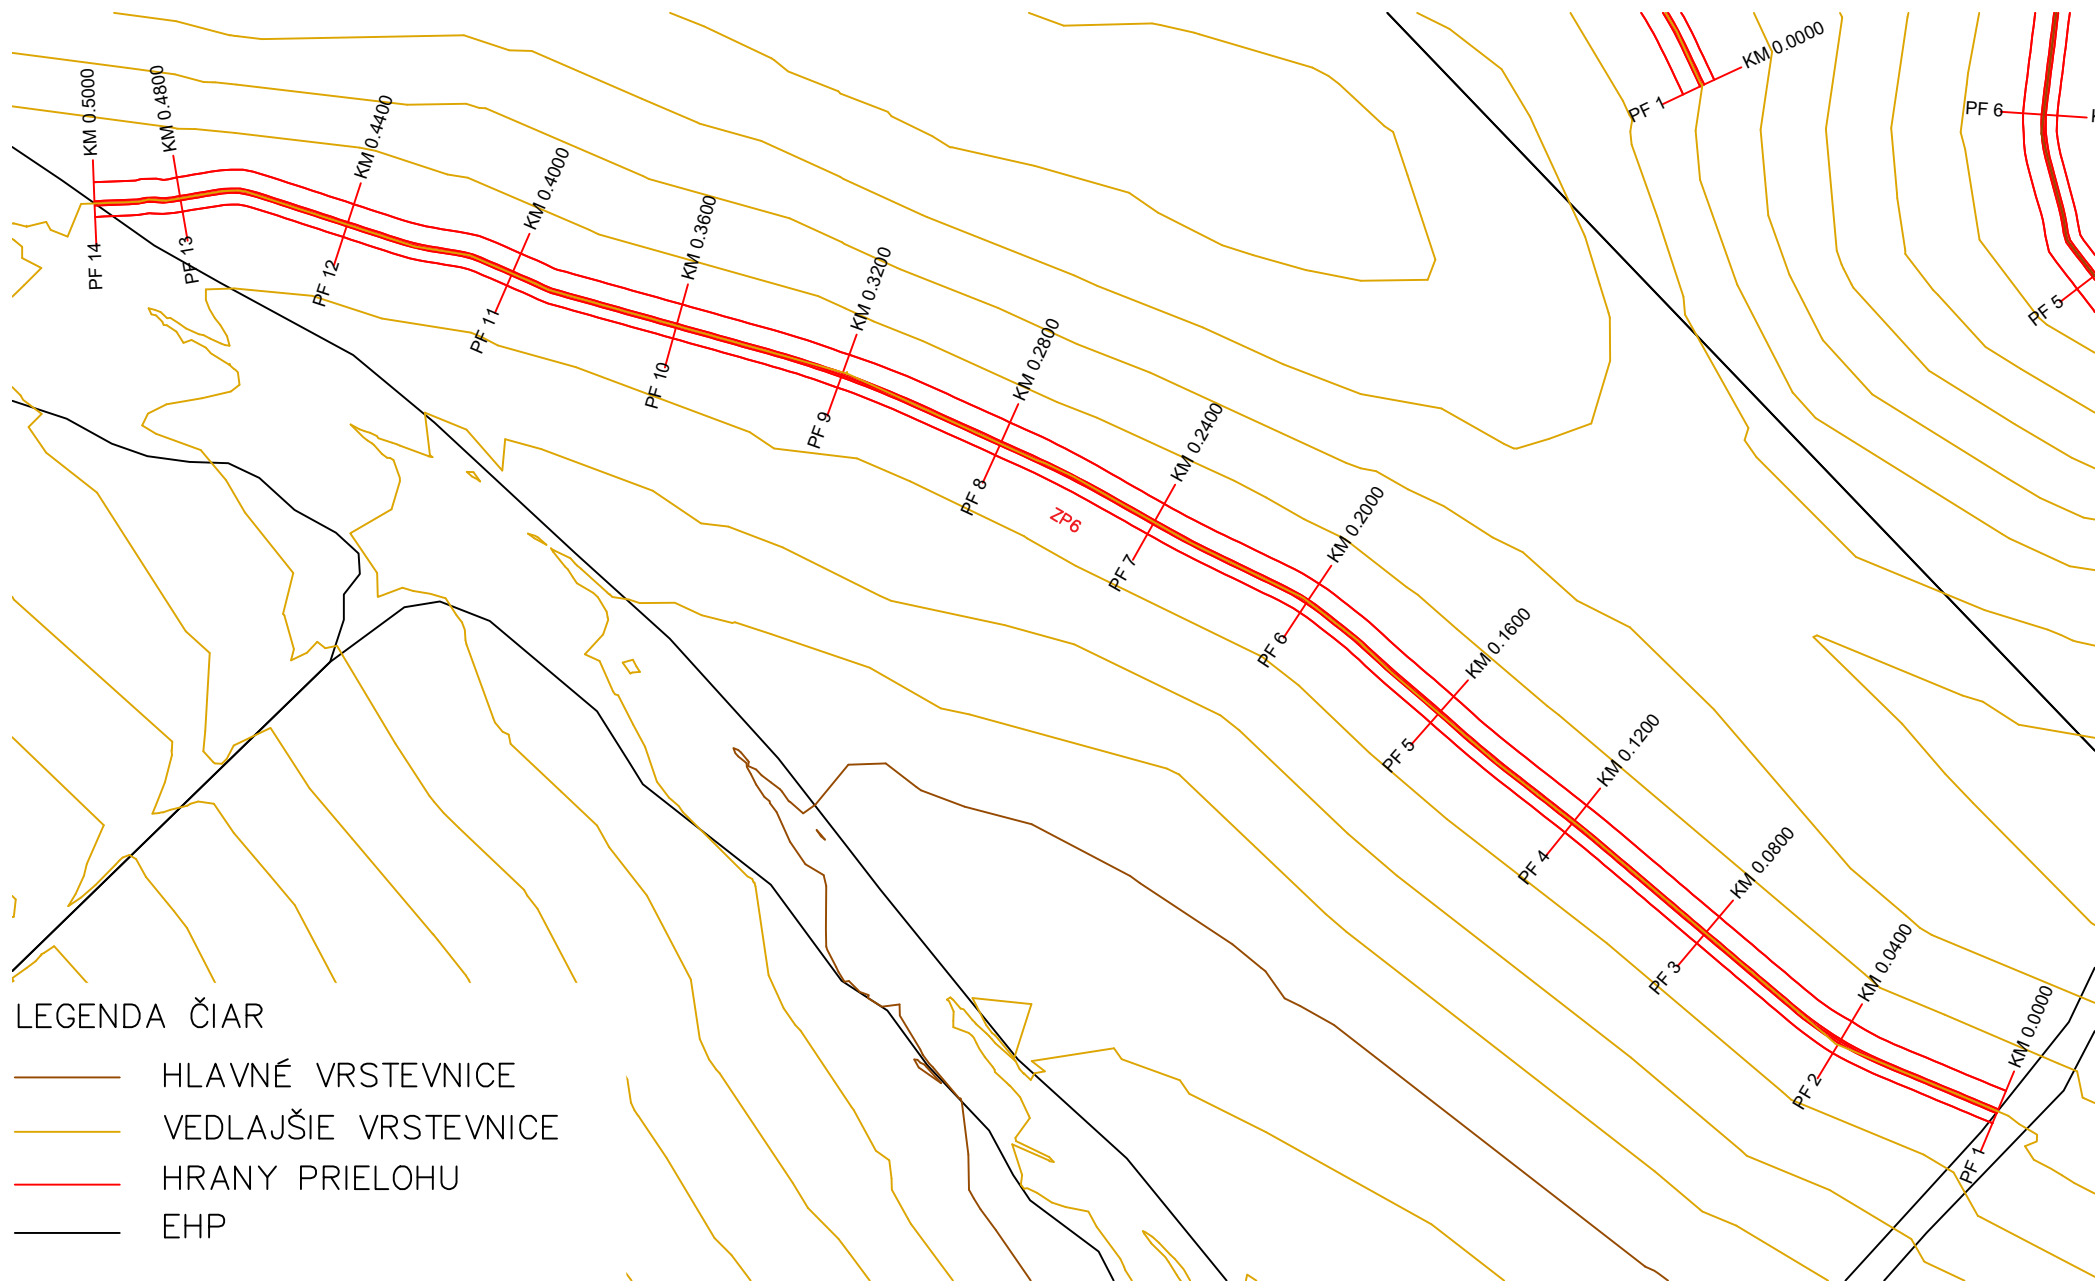 KM 0.5000
KM 0.4800
KM 0.4400
KM 0.4000
KM 0.3600
KM 0.3200
KM 0.2800
KM 0.2400
KM 0.2000
KM 0.1600
KM 0.1200
KM 0.0800
KM 0.0400
KM 0.0000
PF 14
PF 13
PF 12
PF 11
PF 10
PF 9
PF 8
PF 7
PF 6
PF 5
PF 4
PF 3
PF 2
PF 1
ZP6
KM 0.0000
PF 1
PF 6
PF 5
LEGENDA ČIAR
HLAVNÉ VRSTEVNICE
VEDLAJŠIE VRSTEVNICE
HRANY PRIELOHU
EHP